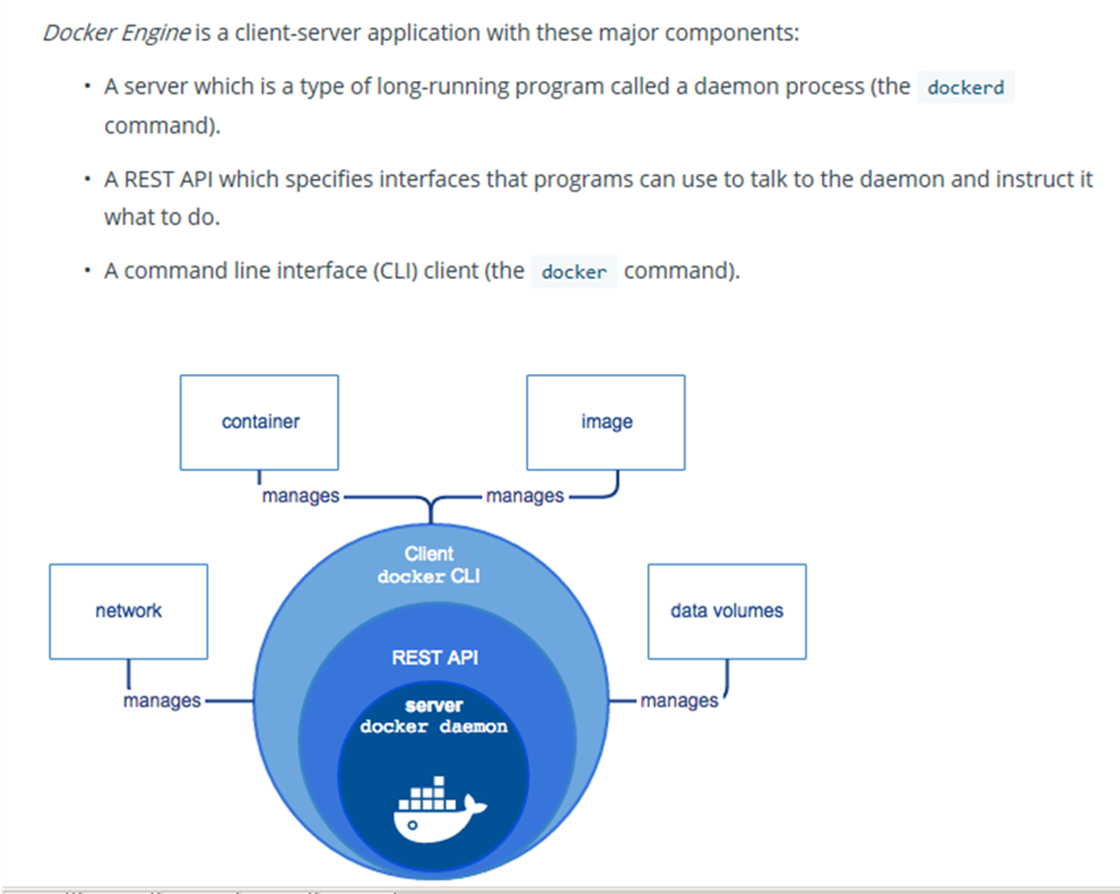 Docker Engine is a client-server application with these major components:
• A server which is a type of long-running program called a daemon process (the dockerd
command).
• A REST API which specifies interfaces that programs can use to talk to the daemon and instruct it
what to do.
• A command line interface (CLI) client (the docker command).
container
image
manages
manages
Client
docker CLI
network
data volumes
REST API
manages
manages
server
docker daemon